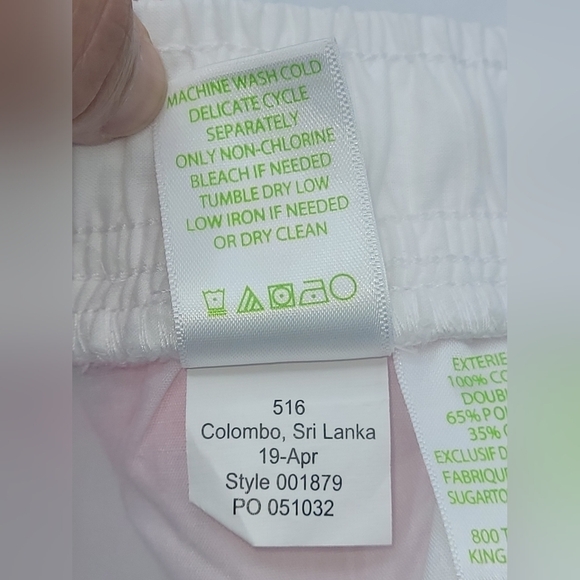 MACHINE WASH COLD
DELICATE CYCLE
SEPARATELY
ONLY NON-CHLORINE
BLEACH IF NEEDED
TUMBLE DRY LOW
LOW IRON IF NEEDED
OR DRY CLEAN
516
Colombo, Sri Lanka
19-Apr
Style 001879
PO 051032
EXTERIE
100% CO
DOUB
65% PO
35%
EXCLUSIF D
FABRIQU
SUGARTO
800 T
KING